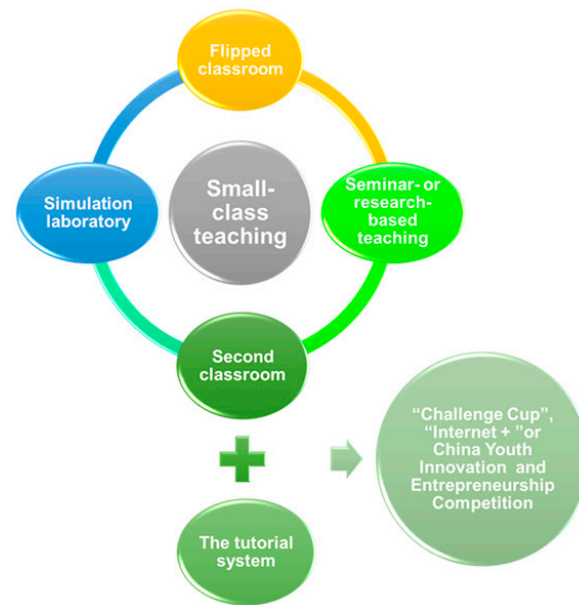 Flipped
classroom
Simulation
laboratory
Small-
class
teaching
Seminar- or
research-
based
teaching
Second
classroom
“Challenge Cup”,
“Internet + ”or
China Youth
Innovation and
Entrepreneurship
Competition
The tutorial
system